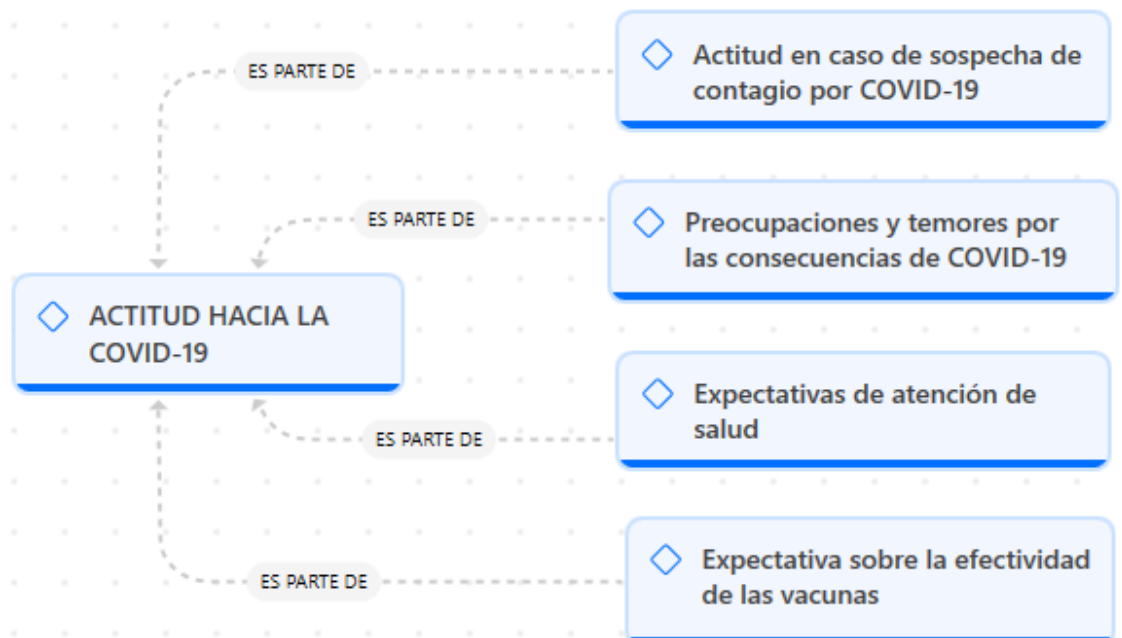 ES PARTE DE
Actitud en caso de sospecha de
contagio por COVID-19
ES PARTE DE
Preocupaciones y temores por
las consecuencias de COVID-19
ACTITUD HACIA LA
COVID-19
ES PARTE DE
Expectativas de atención de
salud
ES PARTE DE
Expectativa sobre la efectividad
de las vacunas